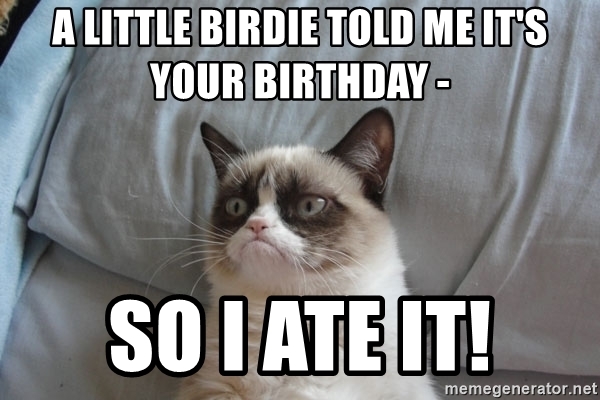 A LITTLE BIRDIE TOLD ME IT'S
YOUR BIRTHDAY -
SO I ATE IT!
memegenerator.net